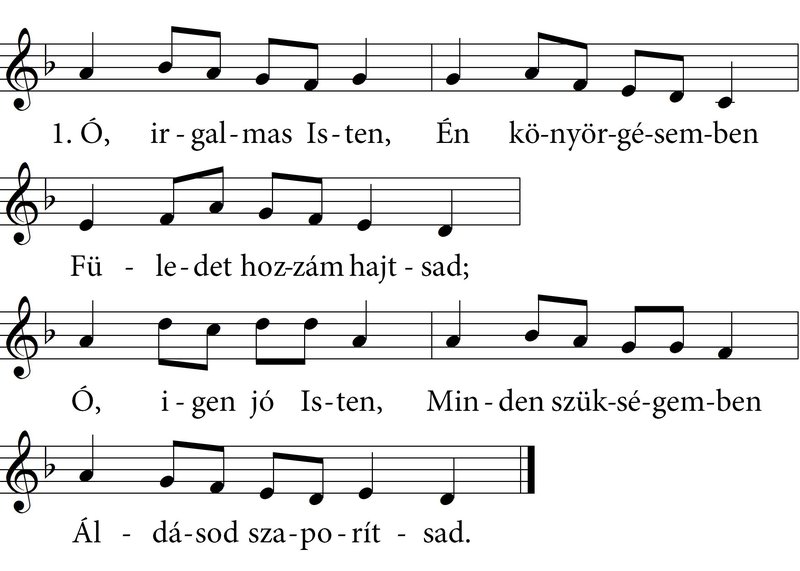 1. Ó, ir-gal-mas Is-ten, Én kö-nyör-gé-sem-ben
Fü - le-det hoz-zám hajt-sad;
Ó, i-gen jó Is-ten, Min-den szük-sé-gem-ben
Ál - dá-sod sza-po-rít - sad.